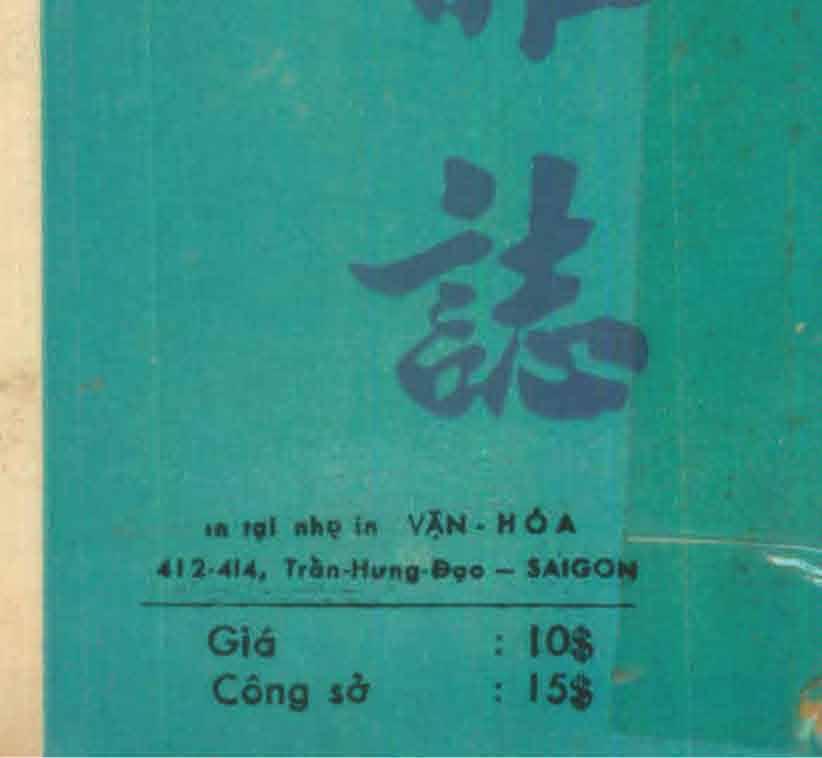 誌
in tại nhà in VĂN-HÓA
412-414, Trần-Hưng-Đạo — SAIGON
Giá : 10$
Công sở : 15$